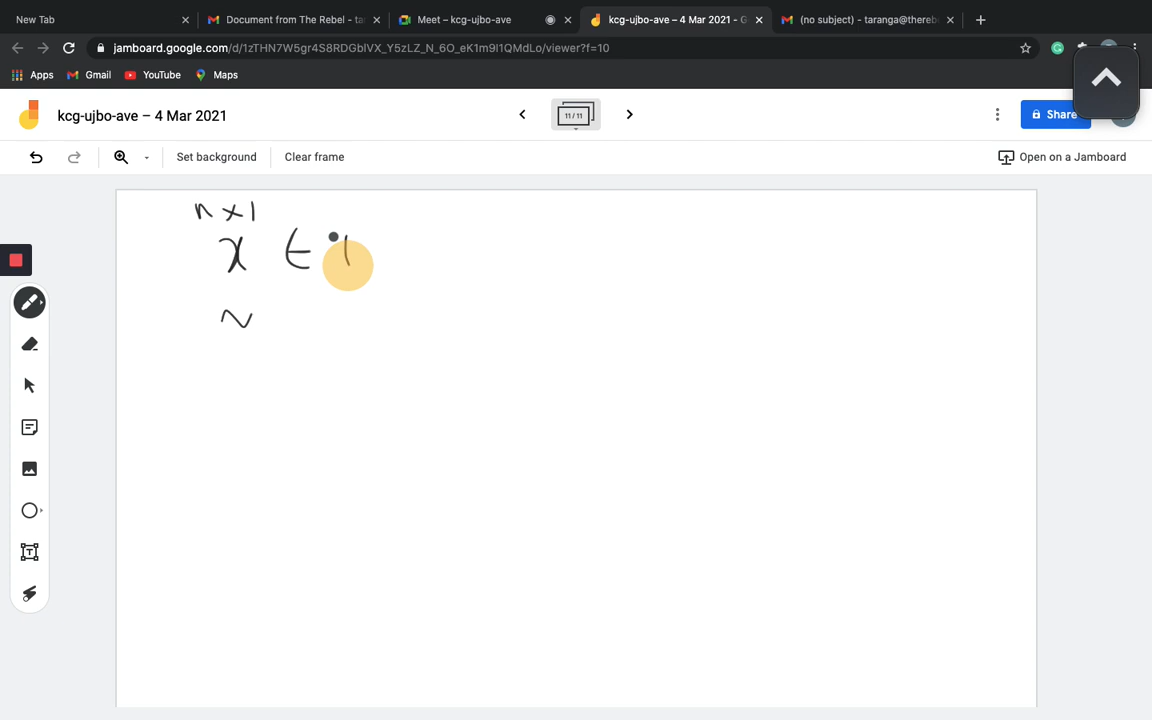 New Tab
Document from The Rebel - ta
Meet – kcg-ujbo-ave
kcg-ujbo-ave – 4 Mar 2021 - G
(no subject) - taranga@thereb
jamboard.google.com/d/1zTHN7W5gr4S8RDGblVX_Y5zLZ_N_6O_eK1m9l1QMdLo/viewer?f=10
Apps
Gmail
YouTube
Maps
kcg-ujbo-ave – 4 Mar 2021
11 / 11
Share
Set background
Clear frame
Open on a Jamboard
n × 1
x ∈
~